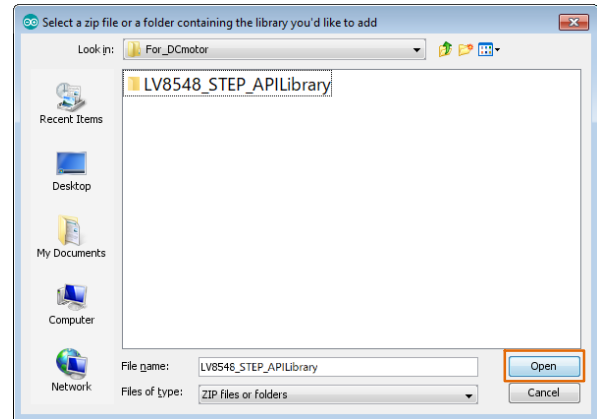 Select a zip file or a folder containing the library you'd like to add
Look in: For_DCmotor
LV8548_STEP_APILibrary
Recent Items
Desktop
My Documents
Computer
Network
File name: LV8548_STEP_APILibrary Open
Files of type: ZIP files or folders Cancel